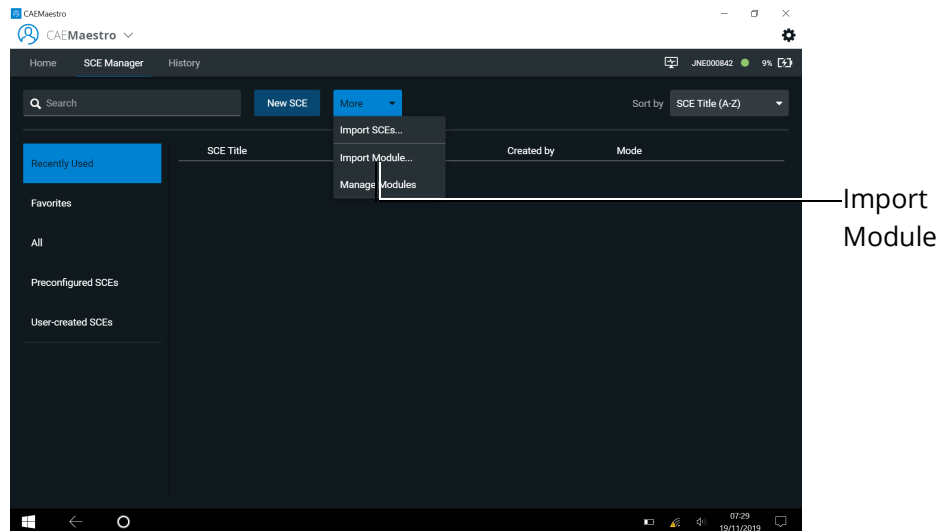 CAEMaestro
CAEMaestro
Home SCE Manager History JNE000842 9%
Search New SCE More Sort by SCE Title (A-Z)
Import SCEs...
SCE Title Created by Mode
Import Module...
Recently Used
Manage Modules
Favorites
Import
Module
All
Preconfigured SCEs
User-created SCEs
07:29
19/11/2019